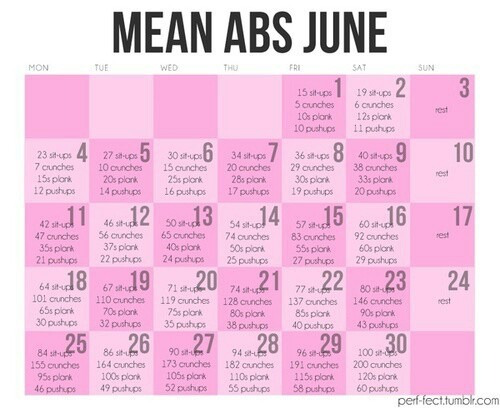 MEAN ABS JUNE
MON TUE WED THU FRI SAT SUN
1
15 sit-ups
5 crunches
10s plank
10 pushups
2
19 sit-ups
6 crunches
12s plank
11 pushups
3
rest
4
23 sit-ups
7 crunches
15s plank
12 pushups
5
27 sit-ups
10 crunches
20s plank
14 pushups
6
30 sit-ups
15 crunches
25s plank
16 pushups
7
34 sit-ups
20 crunches
28s plank
17 pushups
8
36 sit-ups
29 crunches
30s plank
19 pushups
9
40 sit-ups
38 crunches
33s plank
20 pushups
10
rest
11
42 sit-ups
47 crunches
35s plank
21 pushups
12
46 sit-ups
56 crunches
37s plank
22 pushups
13
50 sit-ups
65 crunches
40s plank
24 pushups
14
54 sit-ups
74 crunches
50s plank
25 pushups
15
57 sit-ups
83 crunches
55s plank
27 pushups
16
60 sit-ups
92 crunches
60s plank
29 pushups
17
rest
18
64 sit-ups
101 crunches
65s plank
30 pushups
19
67 sit-ups
110 crunches
70s plank
32 pushups
20
71 sit-ups
119 crunches
75s plank
35 pushups
21
74 sit-ups
128 crunches
80s plank
38 pushups
22
77 sit-ups
137 crunches
85s plank
40 pushups
23
80 sit-ups
146 crunches
90s plank
43 pushups
24
rest
25
84 sit-ups
155 crunches
95s plank
46 pushups
26
86 sit-ups
164 crunches
100s plank
49 pushups
27
90 sit-ups
173 crunches
105s plank
52 pushups
28
94 sit-ups
182 crunches
110s plank
55 pushups
29
96 sit-ups
191 crunches
115s plank
58 pushups
30
100 sit-ups
200 crunches
120s plank
60 pushups
perf-fect.tumblr.com